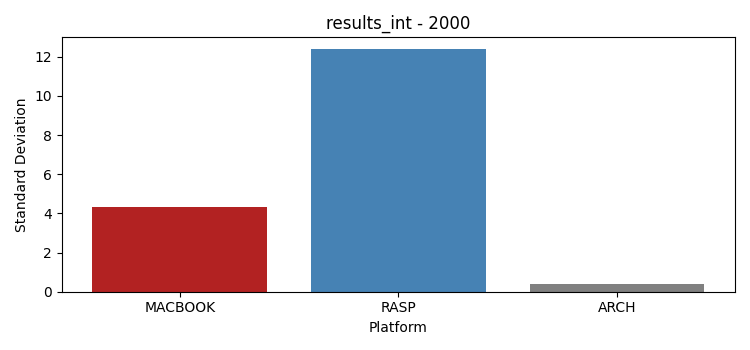 results_int - 2000
Standard Deviation
12
10
8
6
4
2
0
MACBOOK
RASP
ARCH
Platform